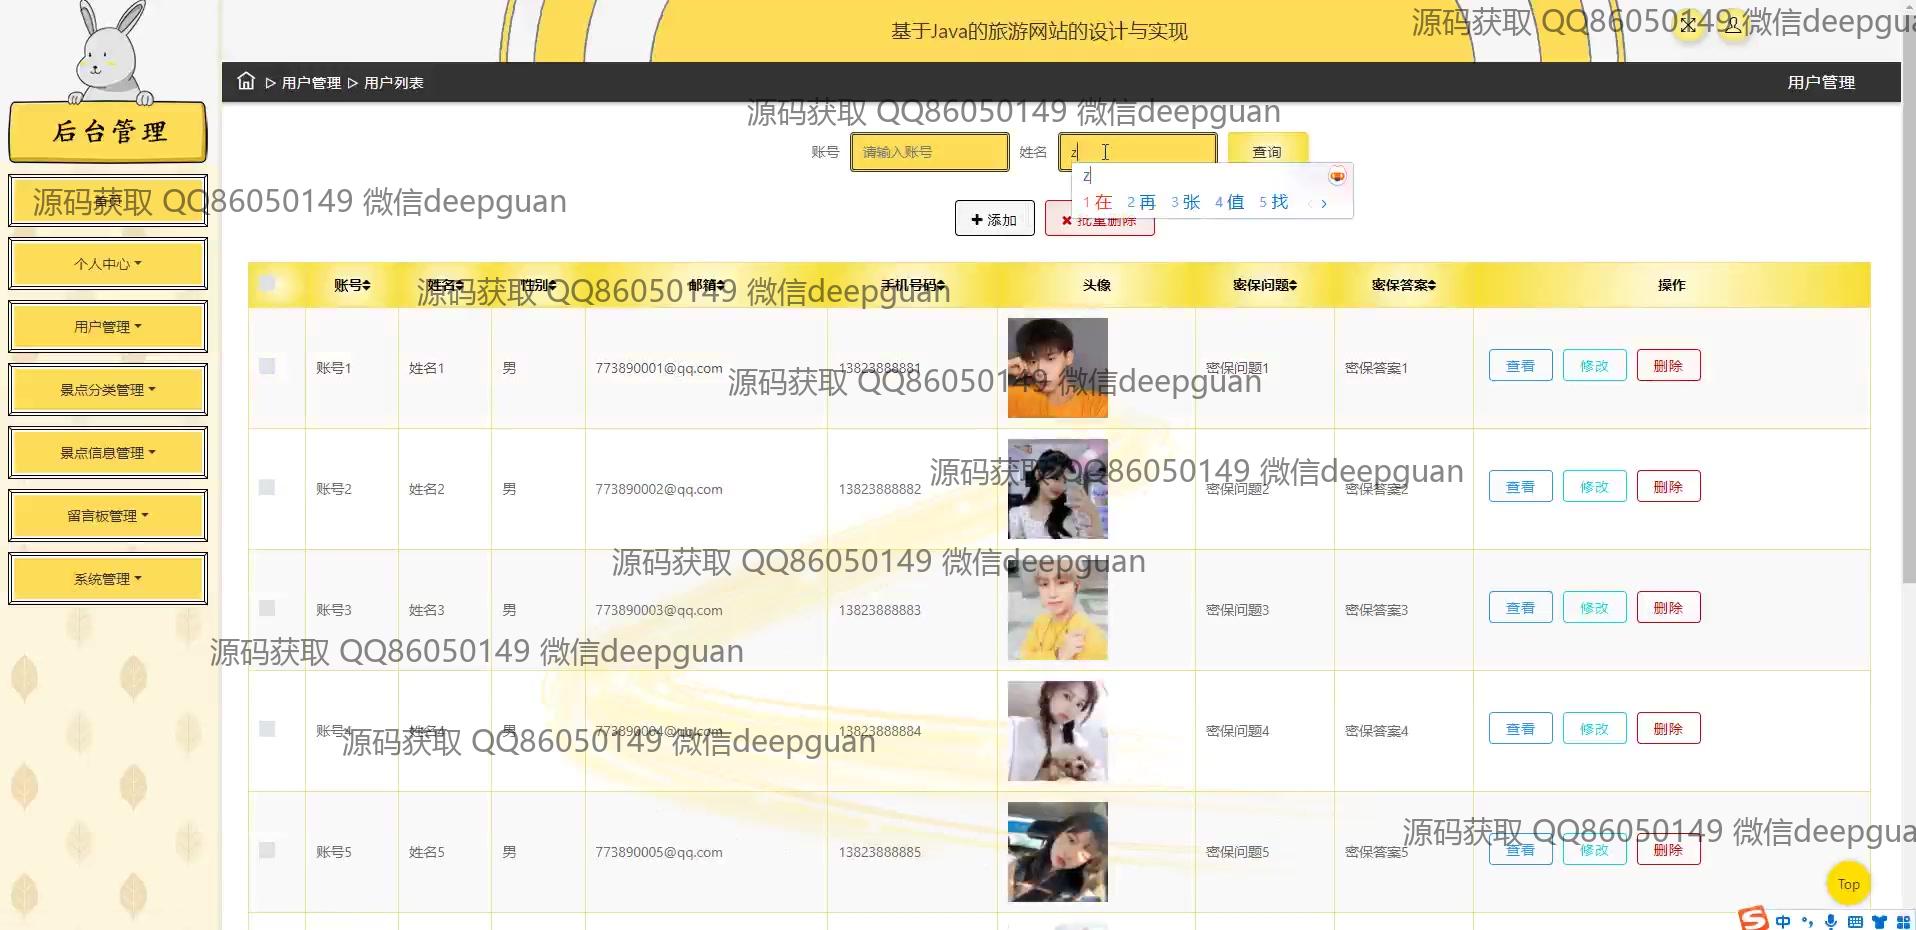 基于Java的旅游网站的设计与实现
源码获取 QQ86050149 微信deepgua
用户管理 用户列表
用户管理
后台管理
源码获取 QQ86050149 微信deepguan
账号 请输入账号 姓名 z 查询
z
1在 2再 3张 4值 5找
源码获取 QQ86050149 微信deepguan
添加 批量删除
个人中心
用户管理
景点分类管理
景点信息管理
留言板管理
系统管理
账号 姓名 性别 邮箱 手机号码 头像 密保问题 密保答案 操作
源码获取 QQ86050149 微信deepguan
账号1 姓名1 男 773890001@qq.com 13823888881 密保问题1 密保答案1 查看 修改 删除
源码获取 QQ86050149 微信deepguan
源码获取 QQ86050149 微信deepguan
账号2 姓名2 男 773890002@qq.com 13823888882 密保问题2 密保答案2 查看 修改 删除
源码获取 QQ86050149 微信deepguan
账号3 姓名3 男 773890003@qq.com 13823888883 密保问题3 密保答案3 查看 修改 删除
源码获取 QQ86050149 微信deepguan
账号4 姓名4 男 773890004@qq.com 13823888884 密保问题4 密保答案4 查看 修改 删除
源码获取 QQ86050149 微信deepguan
源码获取 QQ86050149 微信deepgua
账号5 姓名5 男 773890005@qq.com 13823888885 密保问题5 密保答案5 查看 修改 删除
Top
中